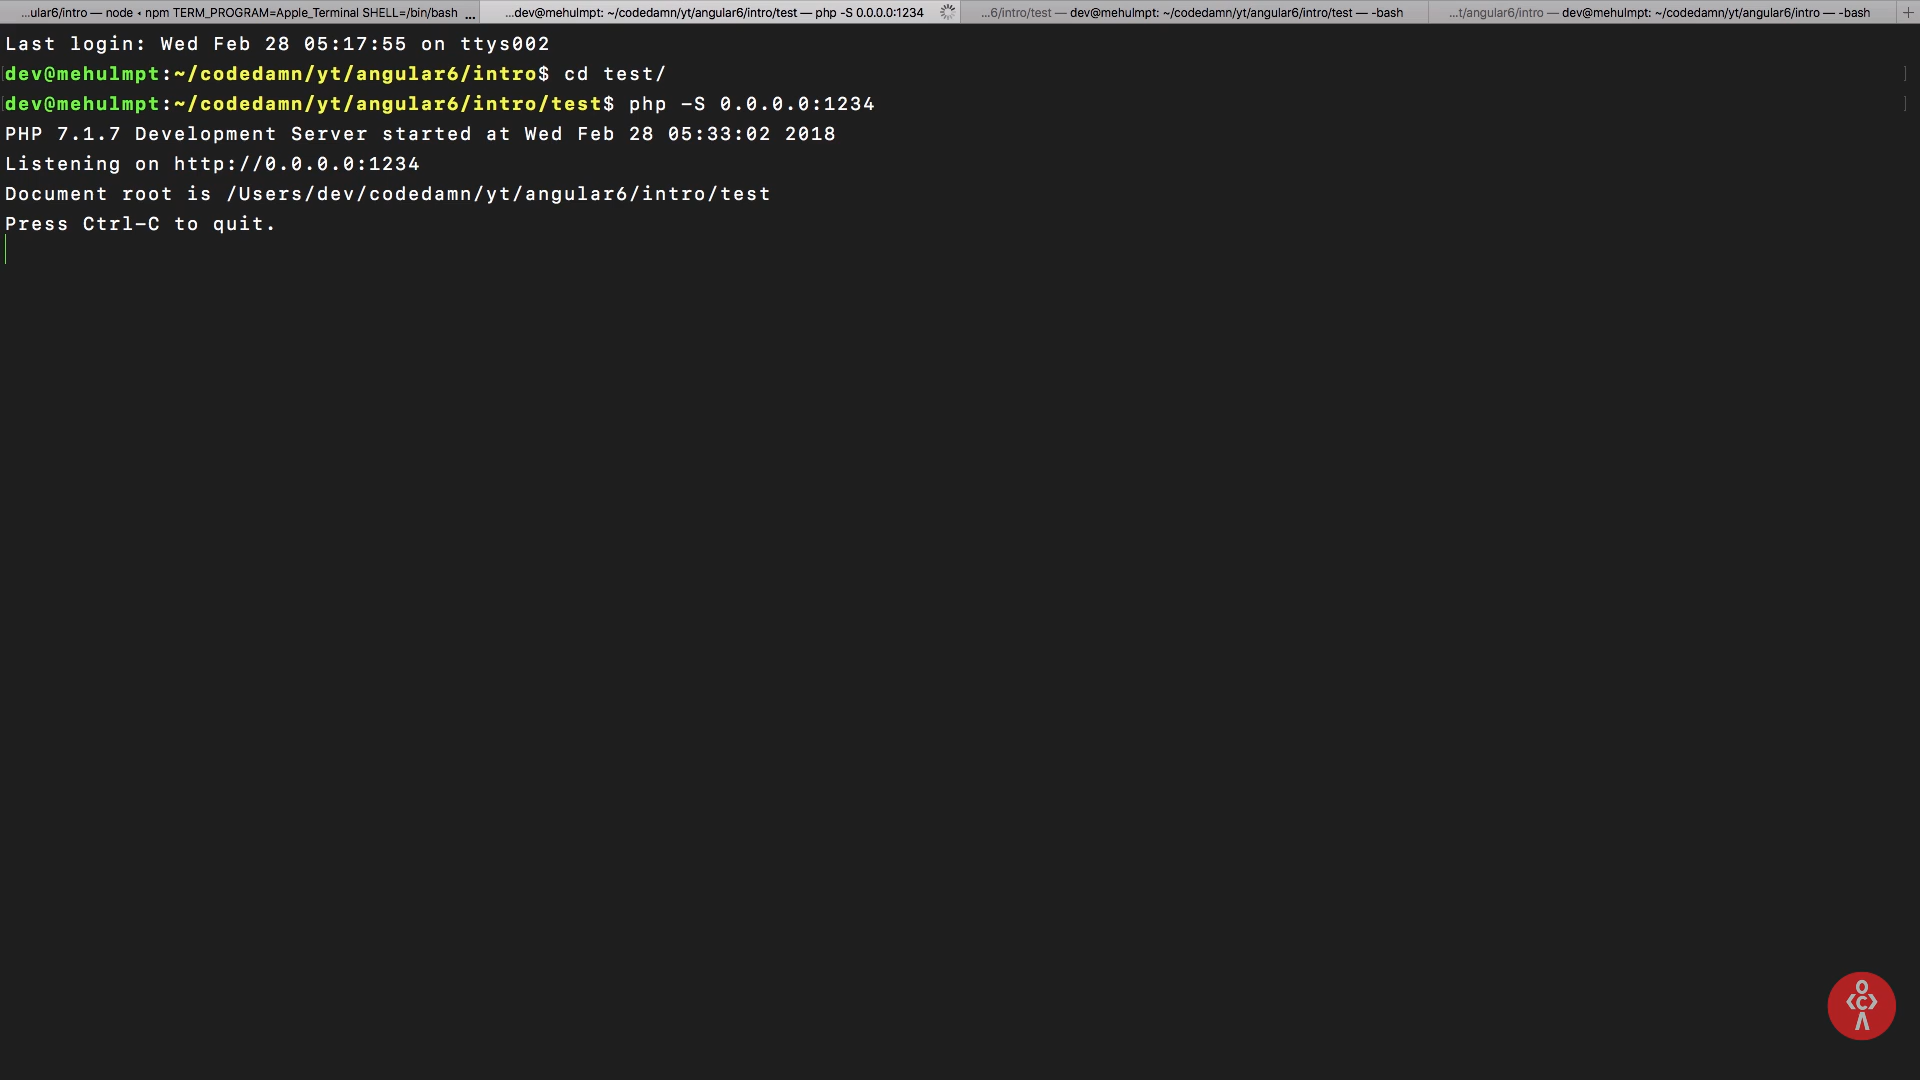 ...ular6/intro — node ◂ npm TERM_PROGRAM=Apple_Terminal SHELL=/bin/bash ...
...dev@mehulmpt: ~/codedamn/yt/angular6/intro/test — php -S 0.0.0.0:1234
...6/intro/test — dev@mehulmpt: ~/codedamn/yt/angular6/intro/test — -bash
...t/angular6/intro — dev@mehulmpt: ~/codedamn/yt/angular6/intro — -bash
Last login: Wed Feb 28 05:17:55 on ttys002
dev@mehulmpt:~/codedamn/yt/angular6/intro$ cd test/
dev@mehulmpt:~/codedamn/yt/angular6/intro/test$ php -S 0.0.0.0:1234
PHP 7.1.7 Development Server started at Wed Feb 28 05:33:02 2018
Listening on http://0.0.0.0:1234
Document root is /Users/dev/codedamn/yt/angular6/intro/test
Press Ctrl-C to quit.